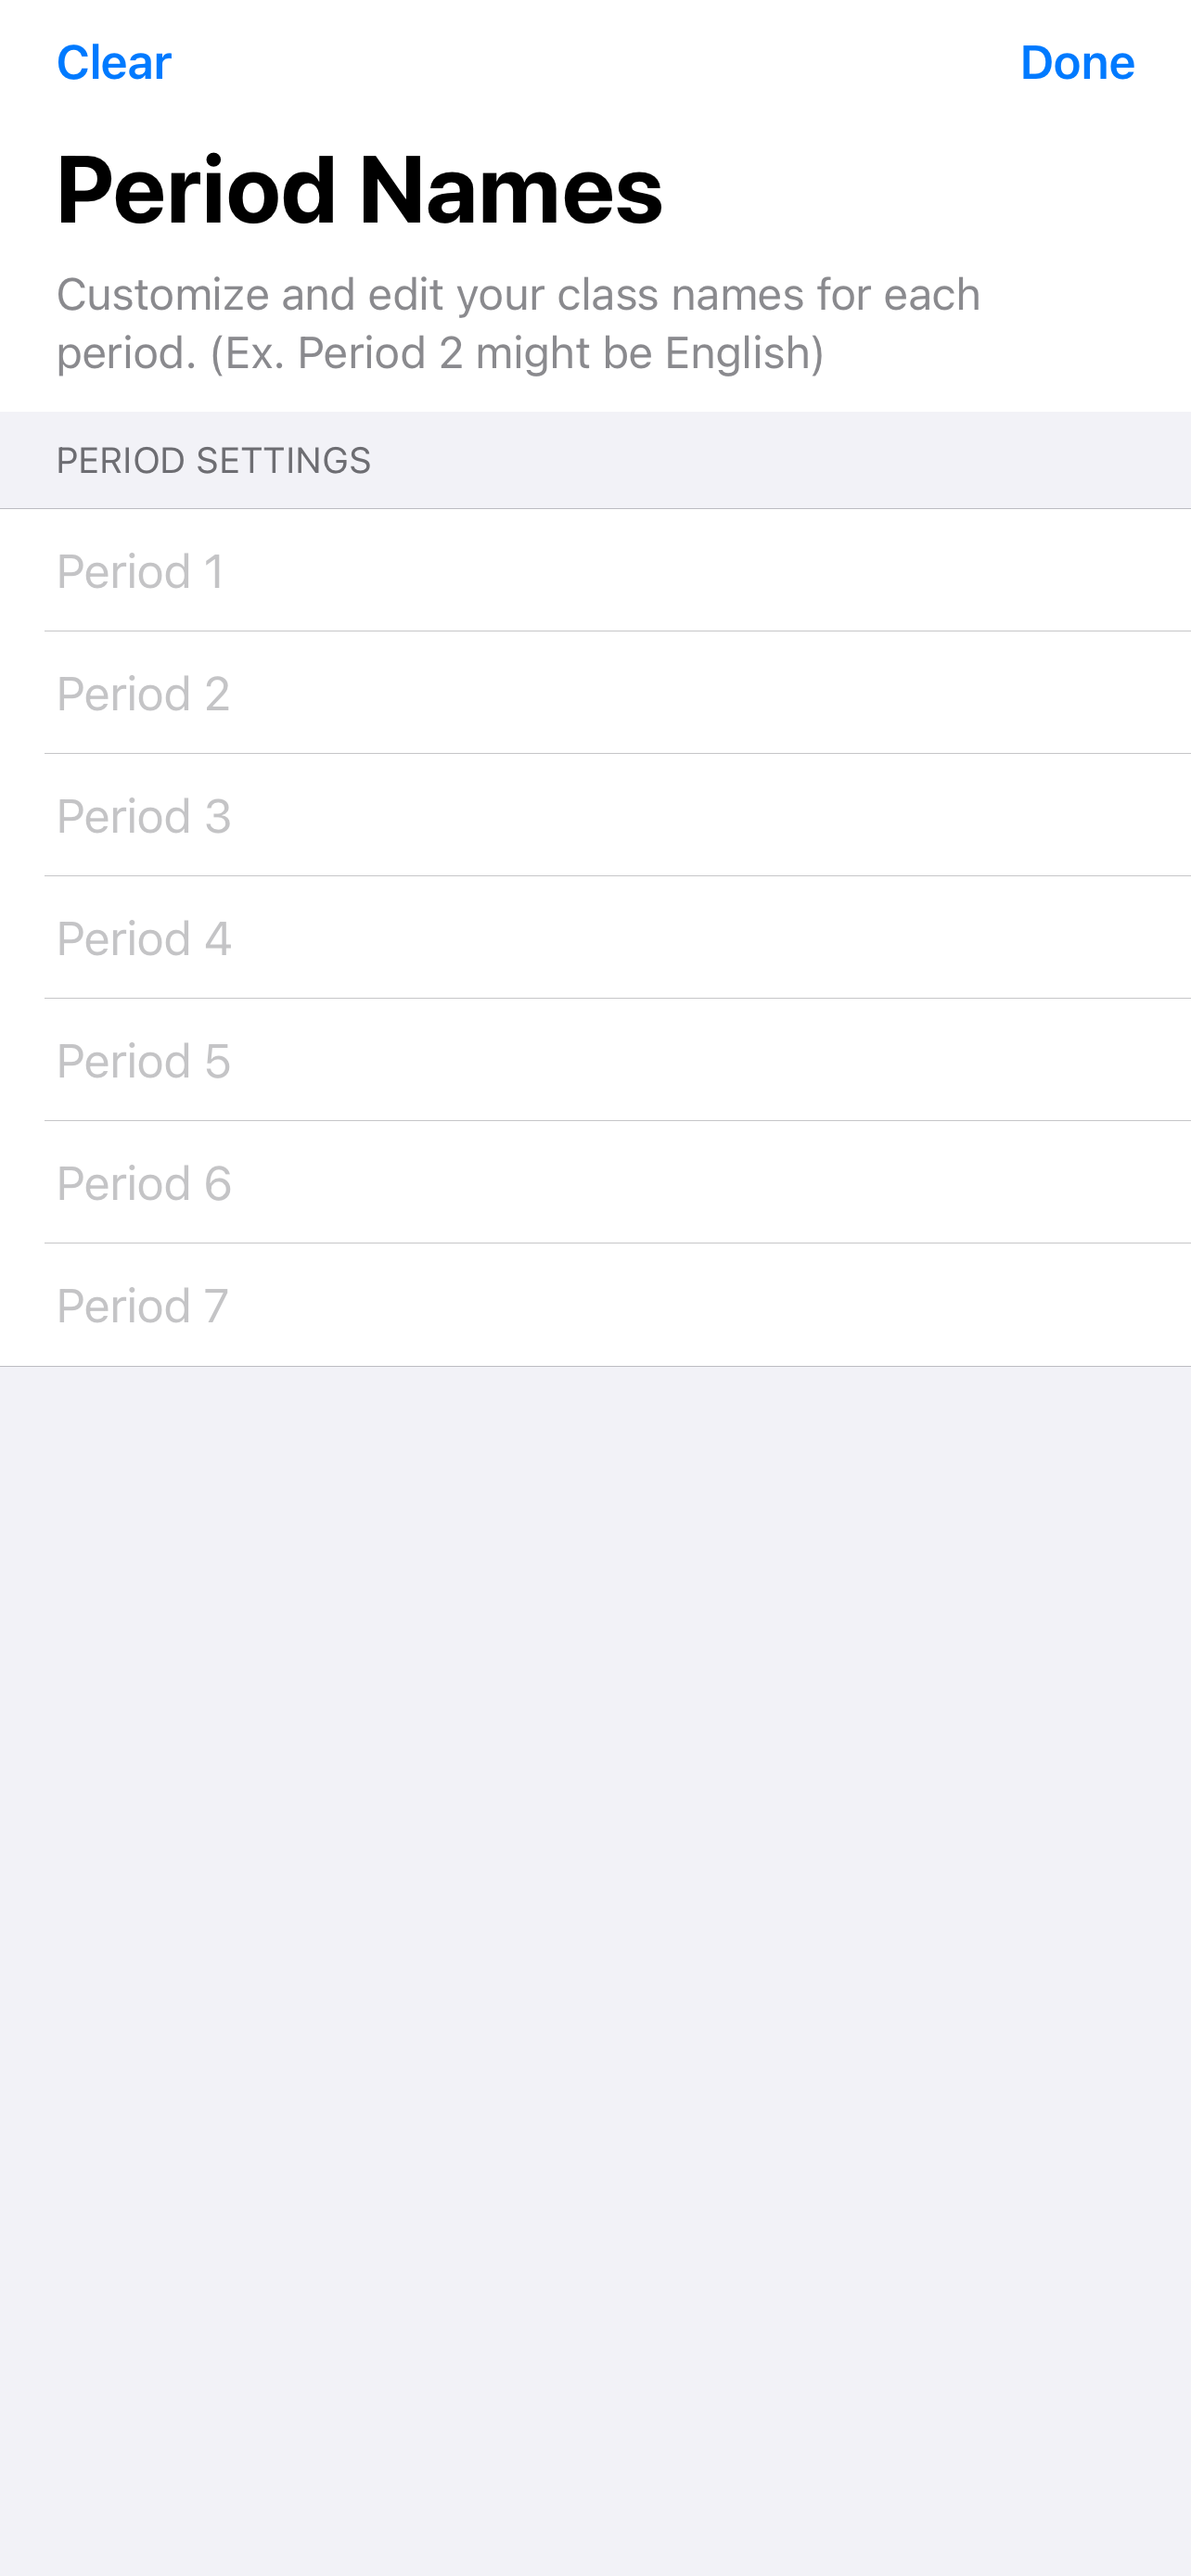 Clear
Done
Period Names
Customize and edit your class names for each
period. (Ex. Period 2 might be English)
PERIOD SETTINGS
Period 1
Period 2
Period 3
Period 4
Period 5
Period 6
Period 7